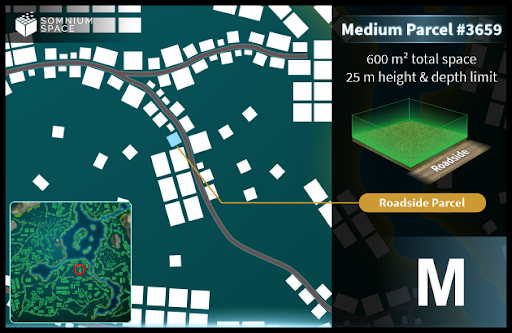 SOMNIUM
SPACE
Medium Parcel #3659
600 m² total space
25 m height & depth limit
Roadside
Roadside Parcel
M